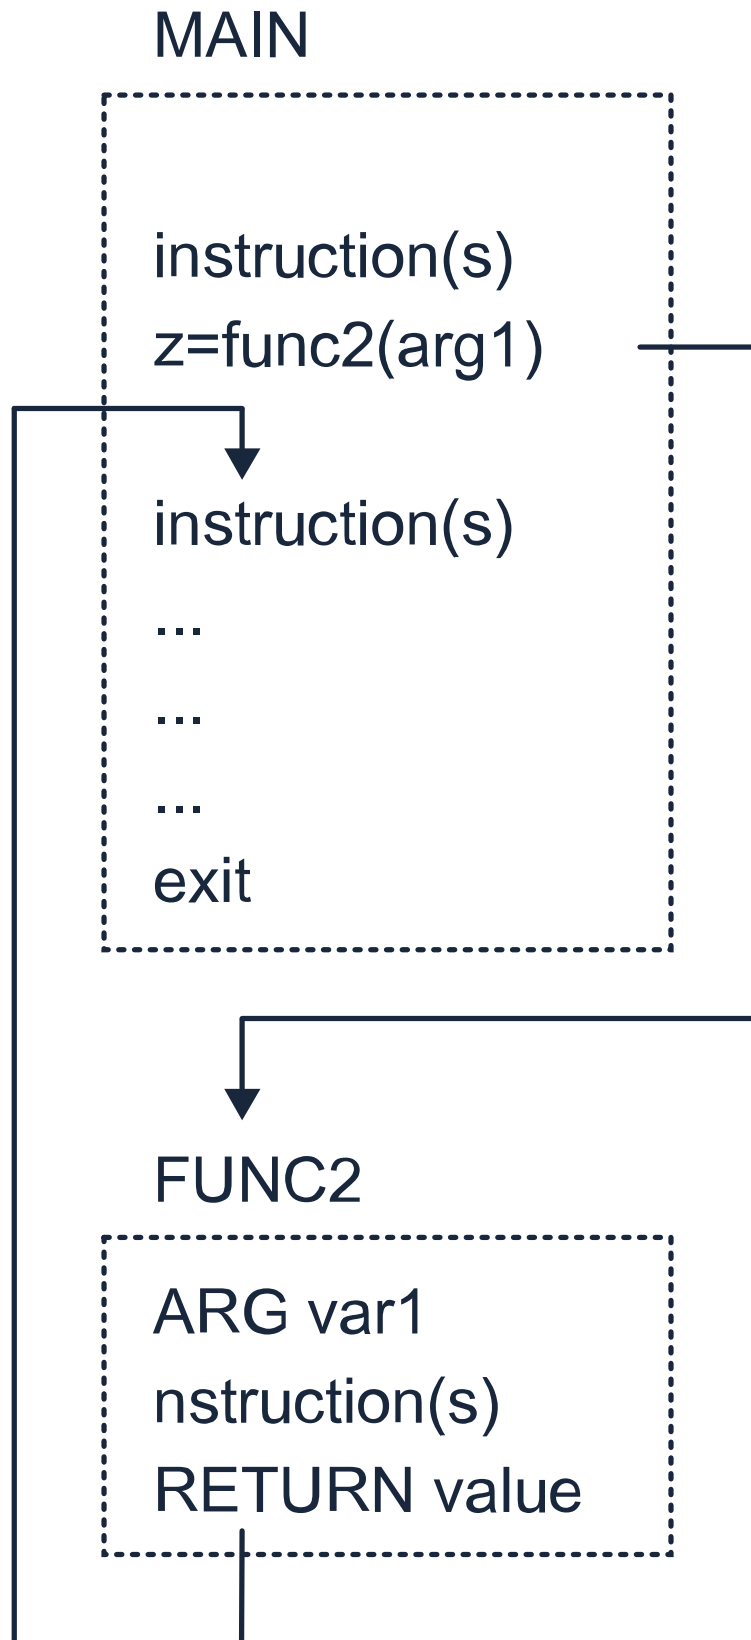 MAIN
instruction(s)
z=func2(arg1)
instruction(s)
...
...
...
exit
FUNC2
ARG var1
nstruction(s)
RETURN value